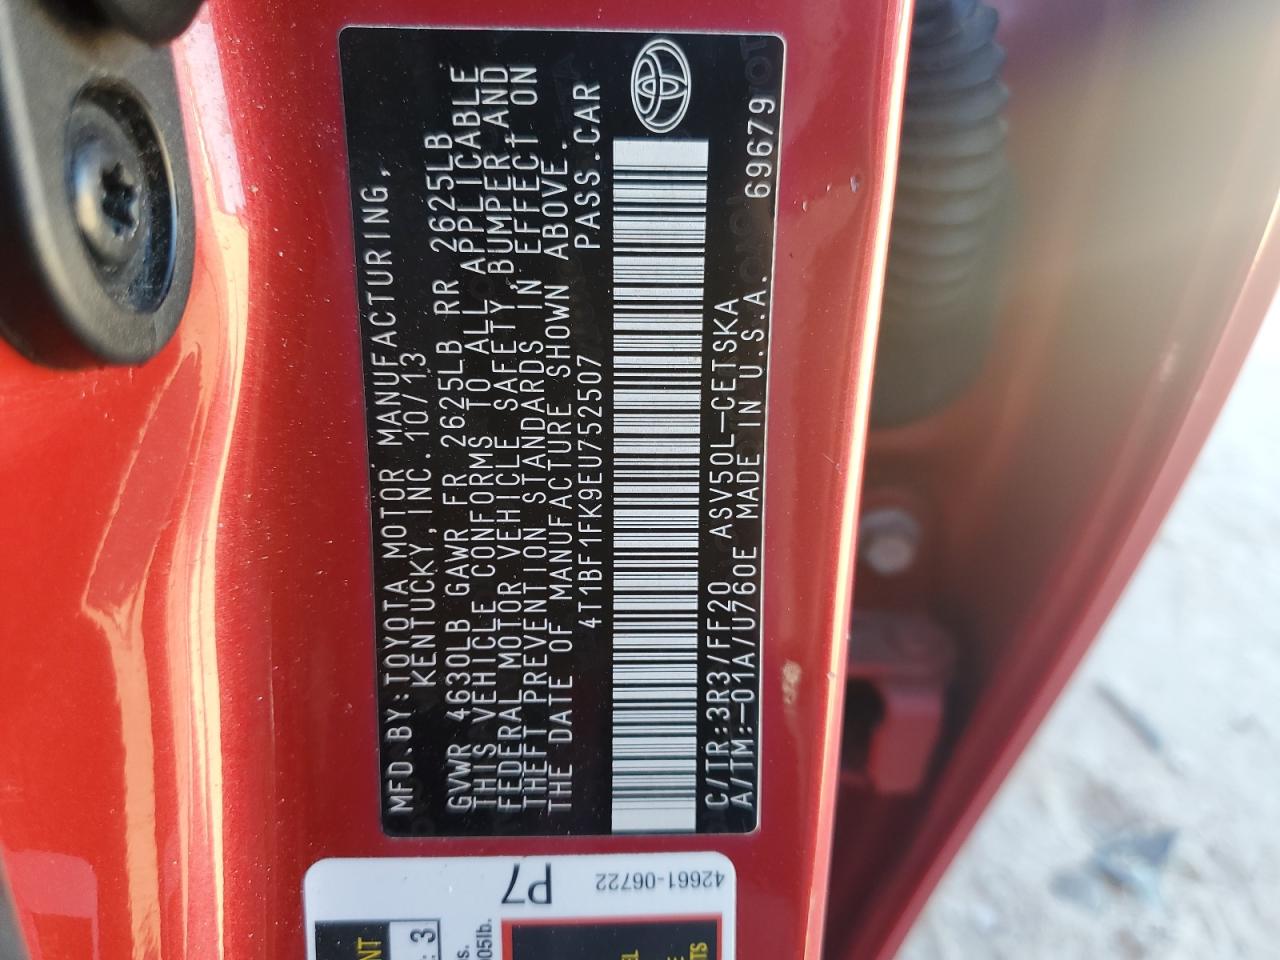 MFD.BY:TOYOTA MOTOR MANUFACTURING,
KENTUCKY,INC. 10/13
GVWR 4630LB GAWR FR 2625LB RR 2625LB
THIS VEHICLE CONFORMS TO ALL APPLICABLE
FEDERAL MOTOR VEHICLE SAFETY,BUMPER AND
THEFT PREVENTION STANDARDS IN EFFECT ON
THE DATE OF MANUFACTURE SHOWN ABOVE.
4T1BF1FK9EU752507 PASS.CAR
C/TR:3R3/FF20 ASV50L-CETSKA
A/TM:-01A/U760E MADE IN U.S.A. 69679
P7
42661-06722
: 3
005lb.